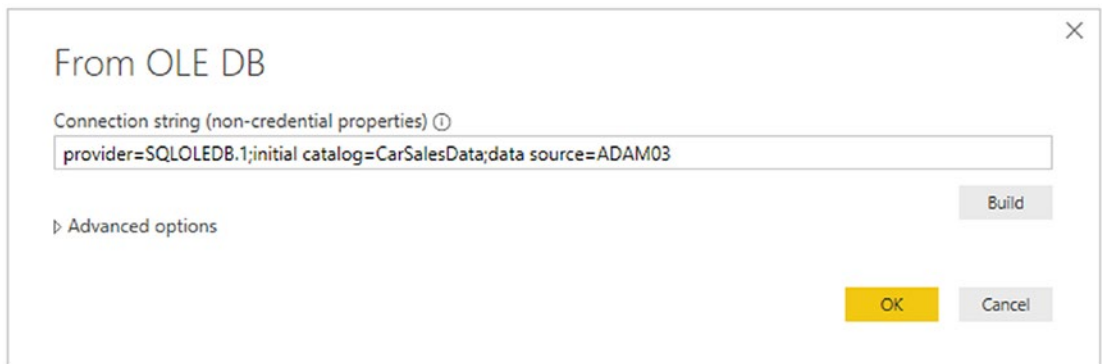 From OLE DB
Connection string (non-credential properties)
provider=SQLOLEDB.1;initial catalog=CarSalesData;data source=ADAM03
Build
Advanced options
OK Cancel